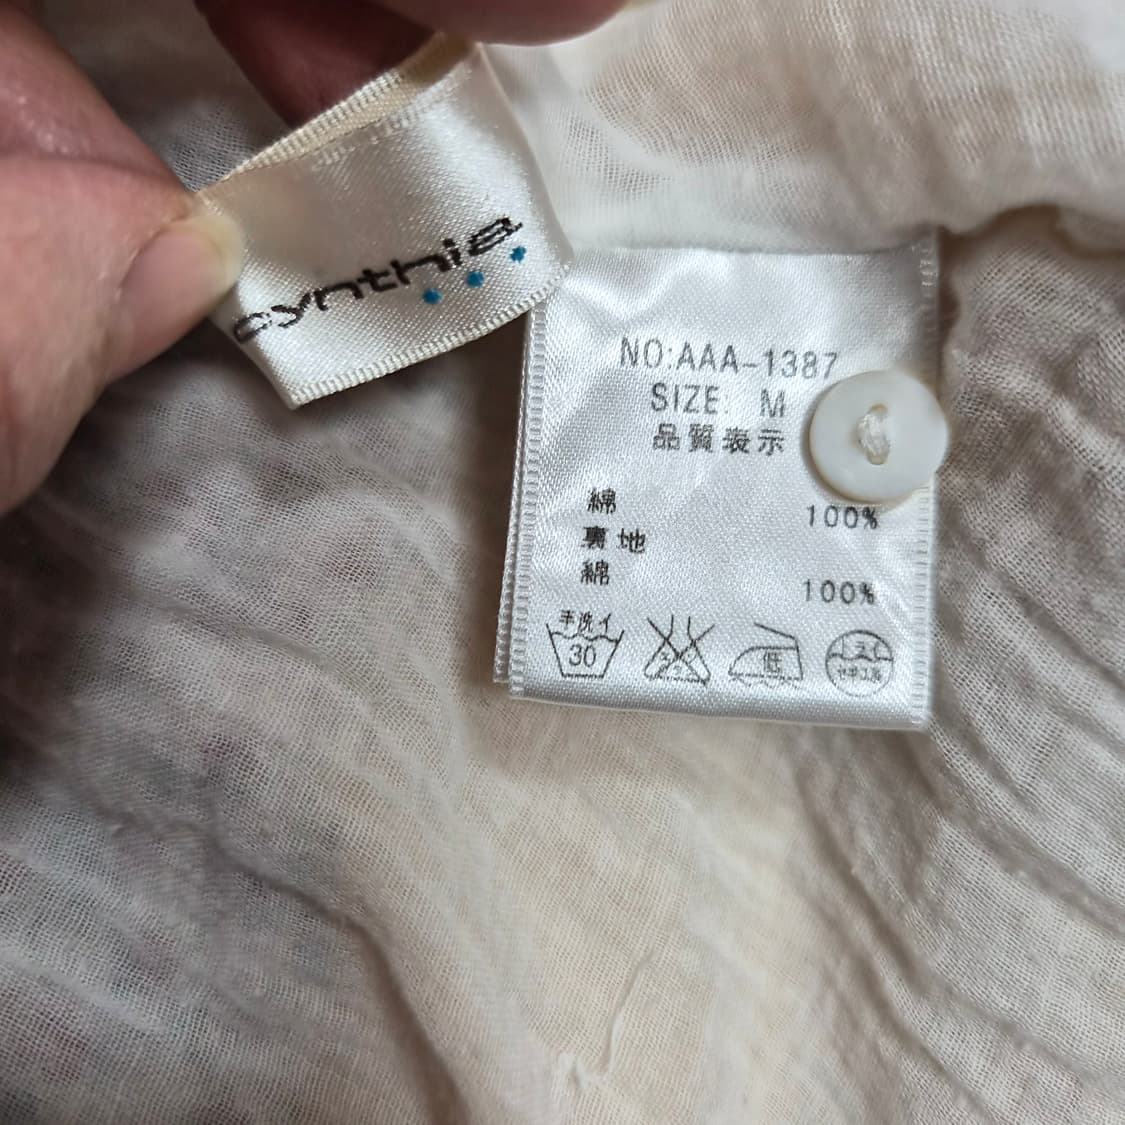 cynthia
NO:AAA-1387
SIZE: M
品質表示
綿 100%
裏地
綿 100%
手洗イ
30
低